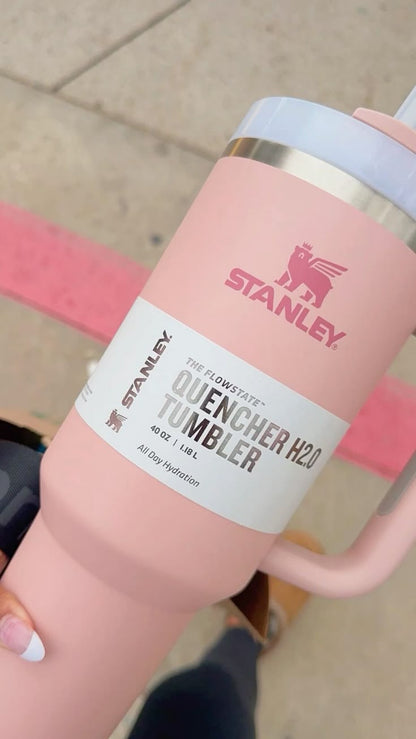 STANLEY®
STANLEY.
THE FLOWSTATE™
QUENCHER H2.0
TUMBLER
40 OZ | 1.18 L
All Day Hydration